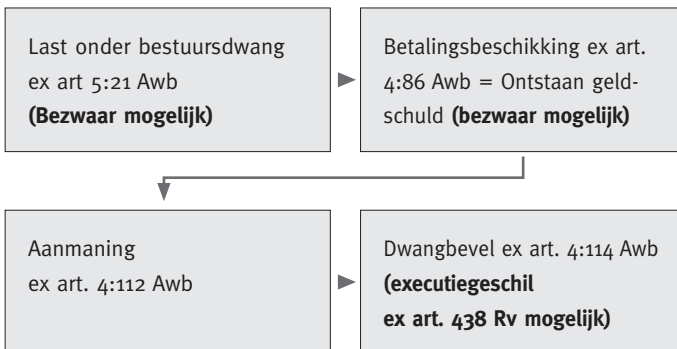 Last onder bestuursdwang
ex art 5:21 Awb
(Bezwaar mogelijk)
Betalingsbeschikking ex art.
4:86 Awb = Ontstaan geld-
schuld (bezwaar mogelijk)
Aanmaning
ex art. 4:112 Awb
Dwangbevel ex art. 4:114 Awb
(executiegeschil
ex art. 438 Rv mogelijk)